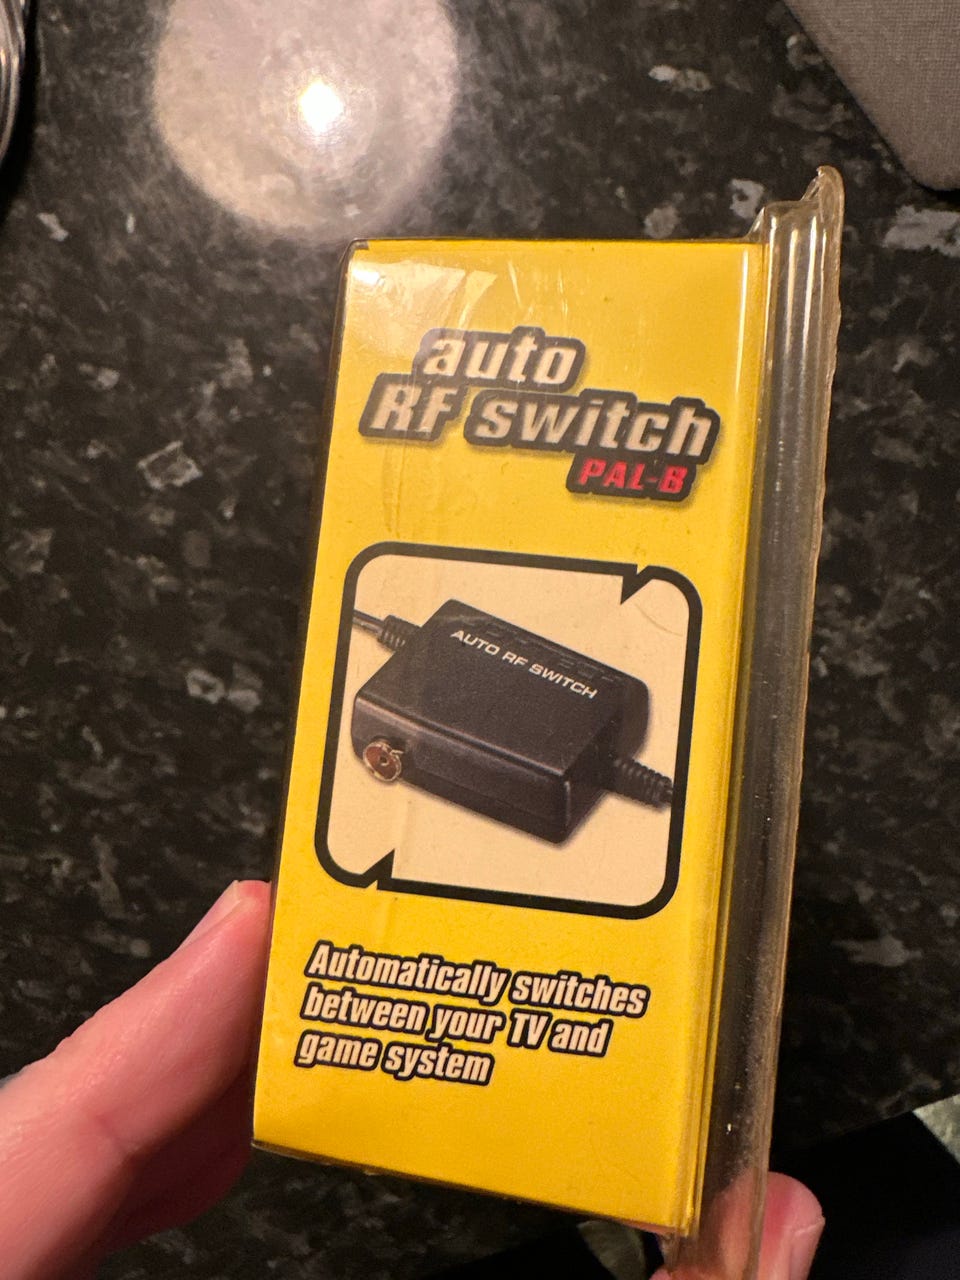 auto
RF switch
PAL-B
AUTO RF SWITCH
Automatically switches
between your TV and
game system